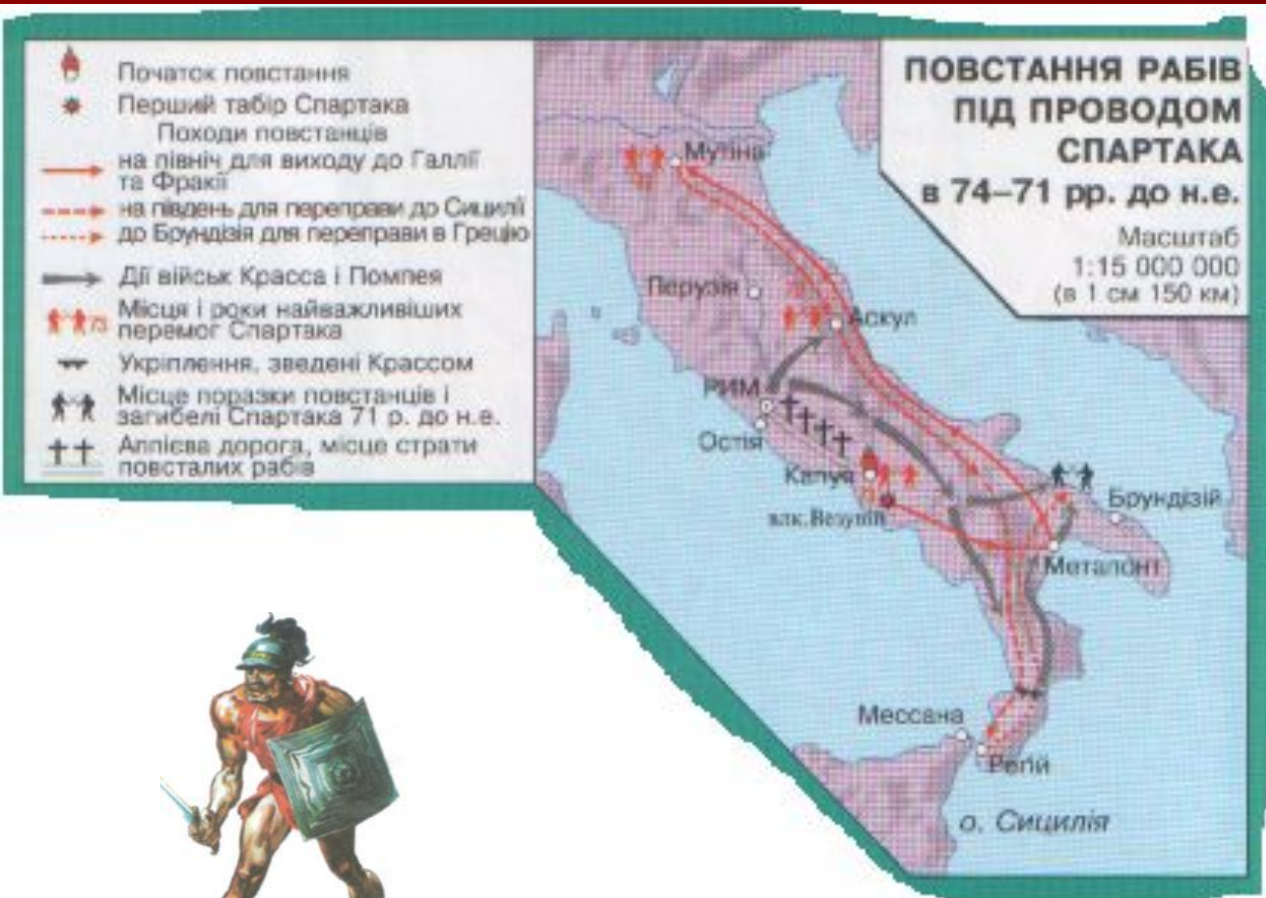 Початок повстання
Перший табір Спартака
Походи повстанців
на північ для виходу до Галлії
та Фракії
на південь для переправи до Сицилії
до Брундізія для переправи в Грецію
Дії військ Красса і Помпея
73
Місця і роки найважливіших
перемог Спартака
Укріплення, зведені Крассом
Місце поразки повстанців і
загибелі Спартака 71 р. до н.е.
Аппієва дорога, місце страти
повсталих рабів
ПОВСТАННЯ РАБІВ
ПІД ПРОВОДОМ
СПАРТАКА
в 74–71 рр. до н.е.
Масштаб
1:15 000 000
(в 1 см 150 км)
Мутіна
Перузія
Аскул
РИМ
Остія
Капуя
влк.Везувій
Брундізій
Металонт
Мессана
Регій
о. Сицилія